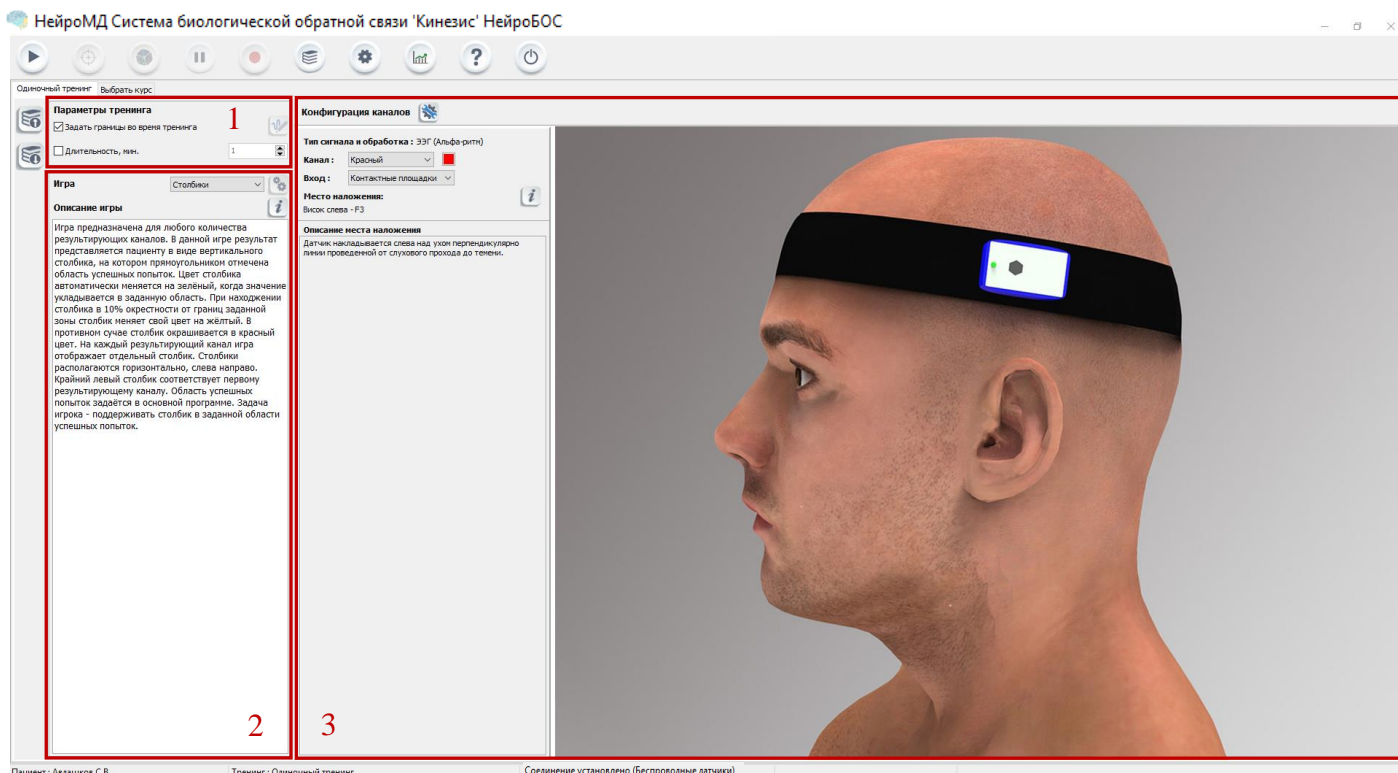 НейроМД Система биологической обратной связи 'Кинезис' НейроБОС
Одиночный тренинг Выбрать курс
Параметры тренинга
1
Задать границы во время тренинга
Длительность, мин. 1
Игра Столбики
Описание игры
Игра предназначена для любого количества
результирующих каналов. В данной игре результат
представляется пациенту в виде вертикального
столбика, на котором прямоугольником отмечена
область успешных попыток. Цвет столбика
автоматически меняется на зелёный, когда значение
укладывается в заданную область. При нахождении
столбика в 10% окрестности от границ заданной
зоны столбик меняет свой цвет на жёлтый. В
противном сучае столбик окрашивается в красный
цвет. На каждый результирующий канал игра
отображает отдельный столбик. Столбики
располагаются горизонтально, слева направо.
Крайний левый столбик соответствует первому
результирующему каналу. Область успешных
попыток задаётся в основной программе. Задача
игрока - поддерживать столбик в заданной области
успешных попыток.
2
Конфигурация каналов
Тип сигнала и обработка : ЭЭГ (Альфа-ритм)
Канал : Красный
Вход : Контактные площадки
Место наложения:
Висок слева - F3
Описание места наложения
Датчик накладывается слева над ухом перпендикулярно
линии проведенной от слухового прохода до темени.
3
Пациент : Авдашков С.В. Тренинг : Одиночный тренинг Соединение установлено (Беспроводные датчики)